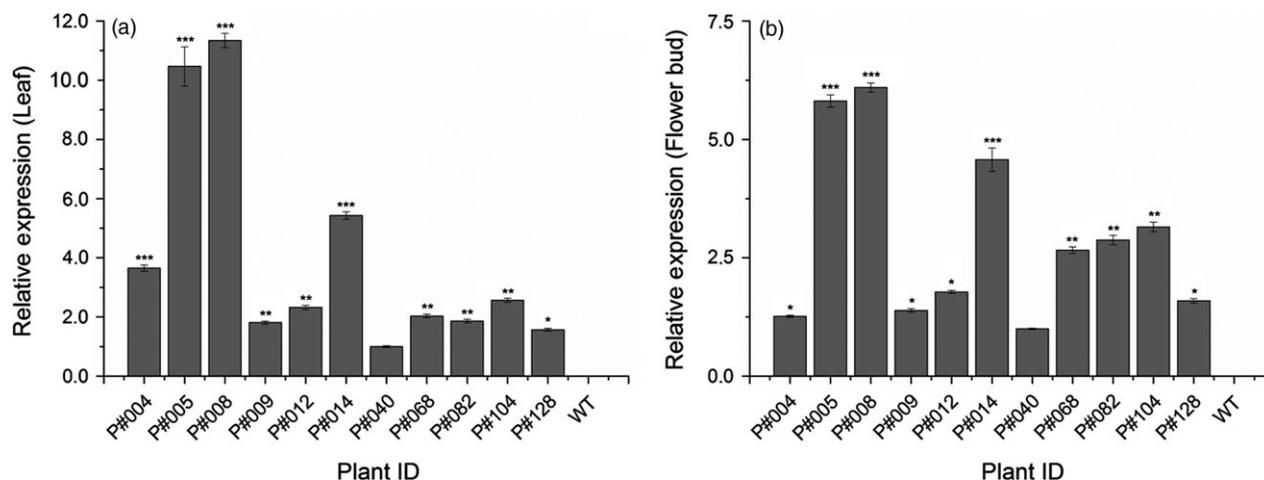 (a)
Relative expression (Leaf)
12.0
10.0
8.0
6.0
4.0
2.0
0.0
***
***
***
**
**
***
**
**
**
*
P#004
P#005
P#008
P#009
P#012
P#014
P#040
P#068
P#082
P#104
P#128
WT
Plant ID
(b)
Relative expression (Flower bud)
7.5
5.0
2.5
0.0
*
***
***
*
*
***
**
**
**
*
P#004
P#005
P#008
P#009
P#012
P#014
P#040
P#068
P#082
P#104
P#128
WT
Plant ID